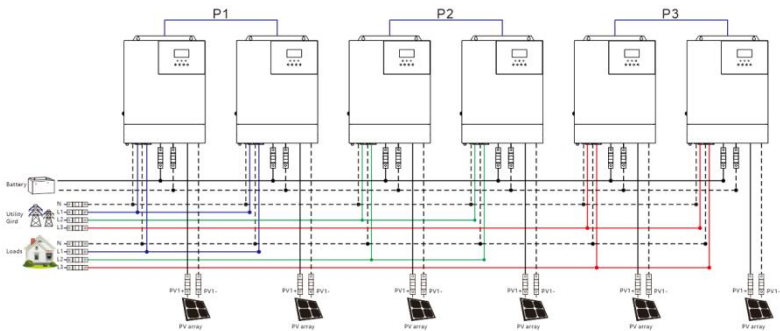 P1 P2 P3
Battery
Utility
Gird
N
L1
L2
L3
Loads
N
L1
L2
L3
PV1+ PV1- PV1+ PV1- PV1+ PV1- PV1+ PV1- PV1+ PV1- PV1+ PV1-
PV array PV array PV array PV array PV array PV array